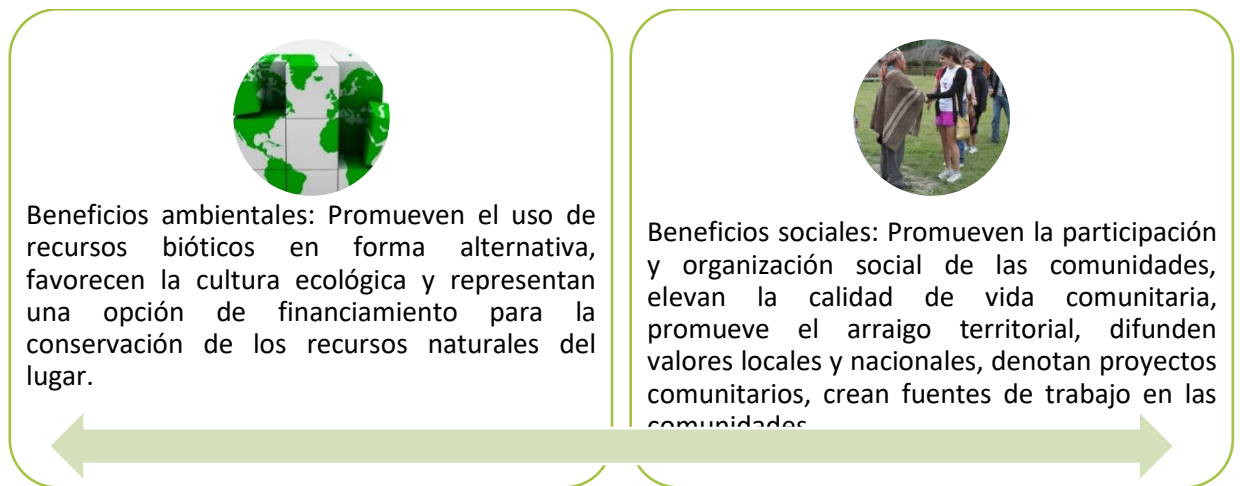 Beneficios ambientales: Promueven el uso de
recursos bióticos en forma alternativa,
favorecen la cultura ecológica y representan
una opción de financiamiento para la
conservación de los recursos naturales del
lugar.
Beneficios sociales: Promueven la participación
y organización social de las comunidades,
elevan la calidad de vida comunitaria,
promueve el arraigo territorial, difunden
valores locales y nacionales, denotan proyectos
comunitarios, crean fuentes de trabajo en las
comunidades